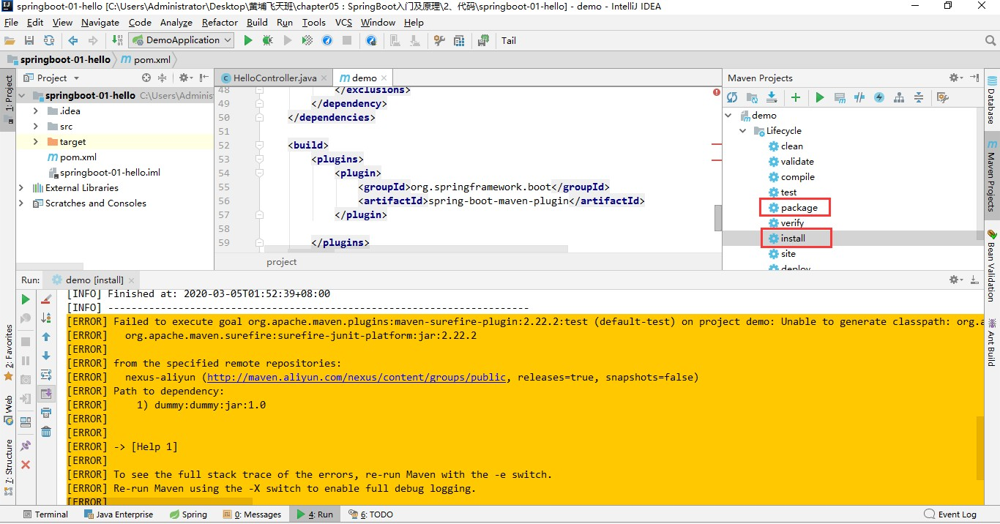 springboot-01-hello [C:\Users\Administrator\Desktop\黄埔飞天班\chapter05：SpringBoot入门及原理\2、代码\springboot-01-hello] - demo - IntelliJ IDEA
File Edit View Navigate Code Analyze Refactor Build Run Tools VCS Window Help
DemoApplication Tail
springboot-01-hello pom.xml
1: Project
Project
springboot-01-hello C:\Users\Adminis
.idea
src
target
pom.xml
springboot-01-hello.iml
External Libraries
Scratches and Consoles
HelloController.java demo
48 </exclusions>
49 </dependency>
50 </dependencies>
51
52 <build>
53 <plugins>
54 <plugin>
55 <groupId>org.springframework.boot</groupId>
56 <artifactId>spring-boot-maven-plugin</artifactId>
57 </plugin>
58
59 </plugins>
project
Maven Projects
demo
Lifecycle
clean
validate
compile
test
package
verify
install
site
deploy
Database
Maven Projects
Bean Validation
Ant Build
2: Favorites
Web
7: Structure
Run: demo [install]
[INFO] Finished at: 2020-03-05T01:52:39+08:00
[INFO] ------------------------------------------------------------------------
[ERROR] Failed to execute goal org.apache.maven.plugins:maven-surefire-plugin:2.22.2:test (default-test) on project demo: Unable to generate classpath: org.a
[ERROR] org.apache.maven.surefire:surefire-junit-platform:jar:2.22.2
[ERROR]
[ERROR] from the specified remote repositories:
[ERROR] nexus-aliyun (http://maven.aliyun.com/nexus/content/groups/public, releases=true, snapshots=false)
[ERROR] Path to dependency:
[ERROR] 1) dummy:dummy:jar:1.0
[ERROR]
[ERROR]
[ERROR] -> [Help 1]
[ERROR]
[ERROR] To see the full stack trace of the errors, re-run Maven with the -e switch.
[ERROR] Re-run Maven using the -X switch to enable full debug logging.
[ERROR]
Terminal Java Enterprise Spring 0: Messages 4: Run 6: TODO Event Log